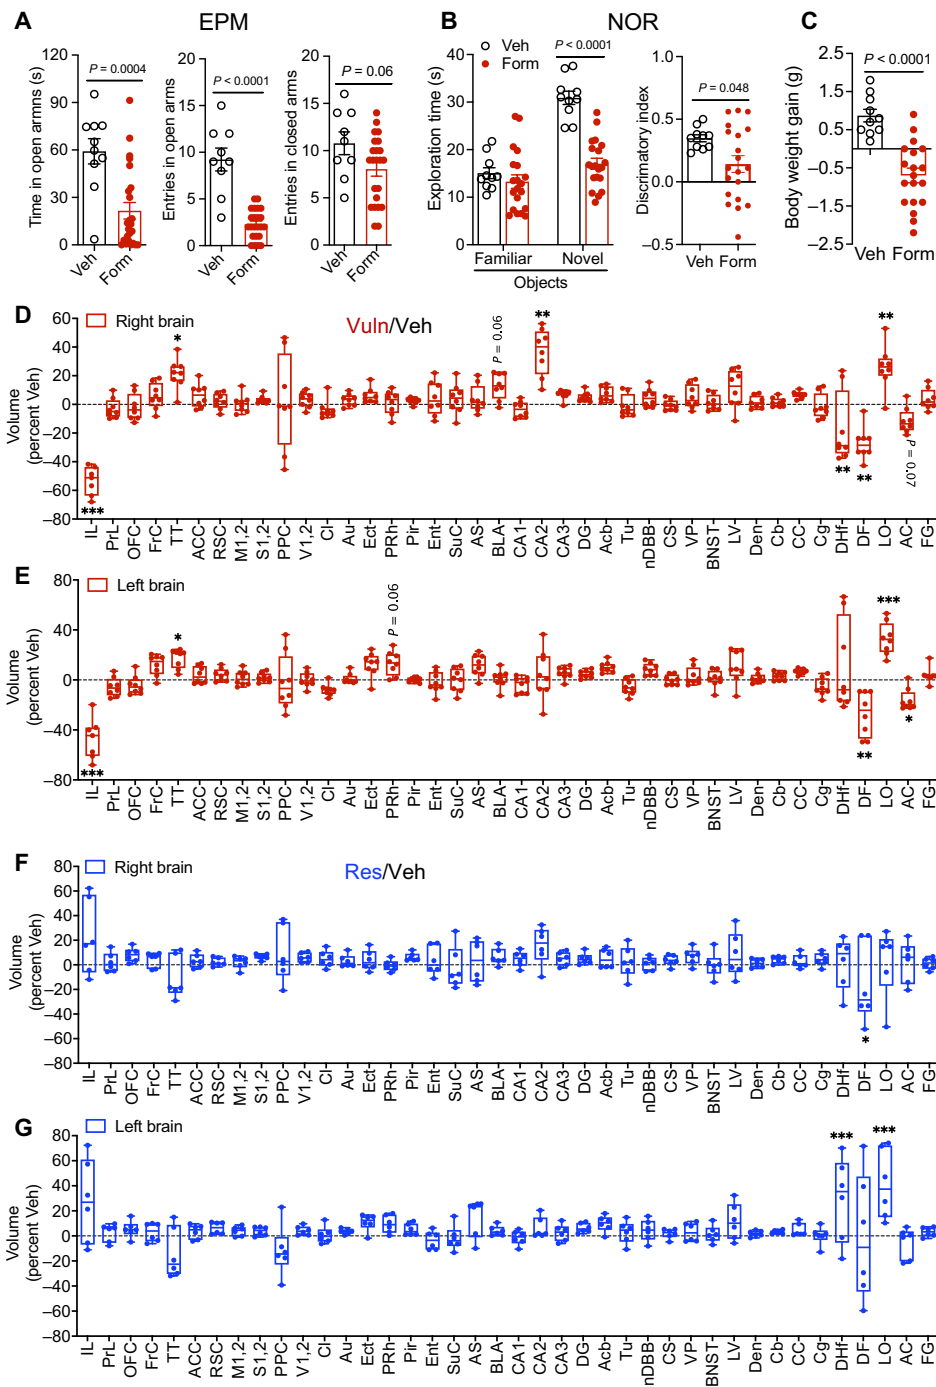 A
EPM
Time in open arms (s)
120
90
60
30
0
P = 0.0004
Veh
Form
Entries in open arms
20
15
10
5
0
P < 0.0001
Veh
Form
Entries in closed arms
20
15
10
5
0
P = 0.06
Veh
Form
B
NOR
Veh
Form
Exploration time (s)
40
30
20
10
0
P < 0.0001
Familiar
Novel
Objects
Discriminatory index
1.0
0.5
0.0
–0.5
P = 0.048
Veh
Form
C
Body weight gain (g)
2.5
1.5
0.5
–0.5
–1.5
–2.5
P < 0.0001
Veh
Form
D
Right brain
Vuln/Veh
Volume
(percent Veh)
60
40
20
0
–20
–40
–60
–80
***
*
P = 0.06
**
**
**
**
P = 0.07
IL PrL OFC FrC TT ACC RSC M1,2 S1,2 PPC V1,2 Cl Au Ect PRh Pir Ent SuC AS BLA CA1 CA2 CA3 DG Acb Tu nDBB CS VP BNST LV Den Cb CC Cg DHf DF LO AC FG
E
Left brain
Volume
(percent Veh)
80
40
0
–40
–80
***
*
P = 0.06
**
***
*
IL PrL OFC FrC TT ACC RSC M1,2 S1,2 PPC V1,2 Cl Au Ect PRh Pir Ent SuC AS BLA CA1 CA2 CA3 DG Acb Tu nDBB CS VP BNST LV Den Cb CC Cg DHf DF LO AC FG
F
Right brain
Res/Veh
Volume
(percent Veh)
80
60
40
20
0
–20
–40
–60
–80
*
IL PrL OFC FrC TT ACC RSC M1,2 S1,2 PPC V1,2 Cl Au Ect PRh Pir Ent SuC AS BLA CA1 CA2 CA3 DG Acb Tu nDBB CS VP BNST LV Den Cb CC Cg DHf DF LO AC FG
G
Left brain
Volume
(percent Veh)
80
60
40
20
0
–20
–40
–60
–80
***
***
IL PrL OFC FrC TT ACC RSC M1,2 S1,2 PPC V1,2 Cl Au Ect PRh Pir Ent SuC AS BLA CA1 CA2 CA3 DG Acb Tu nDBB CS VP BNST LV Den Cb CC Cg DHf DF LO AC FG